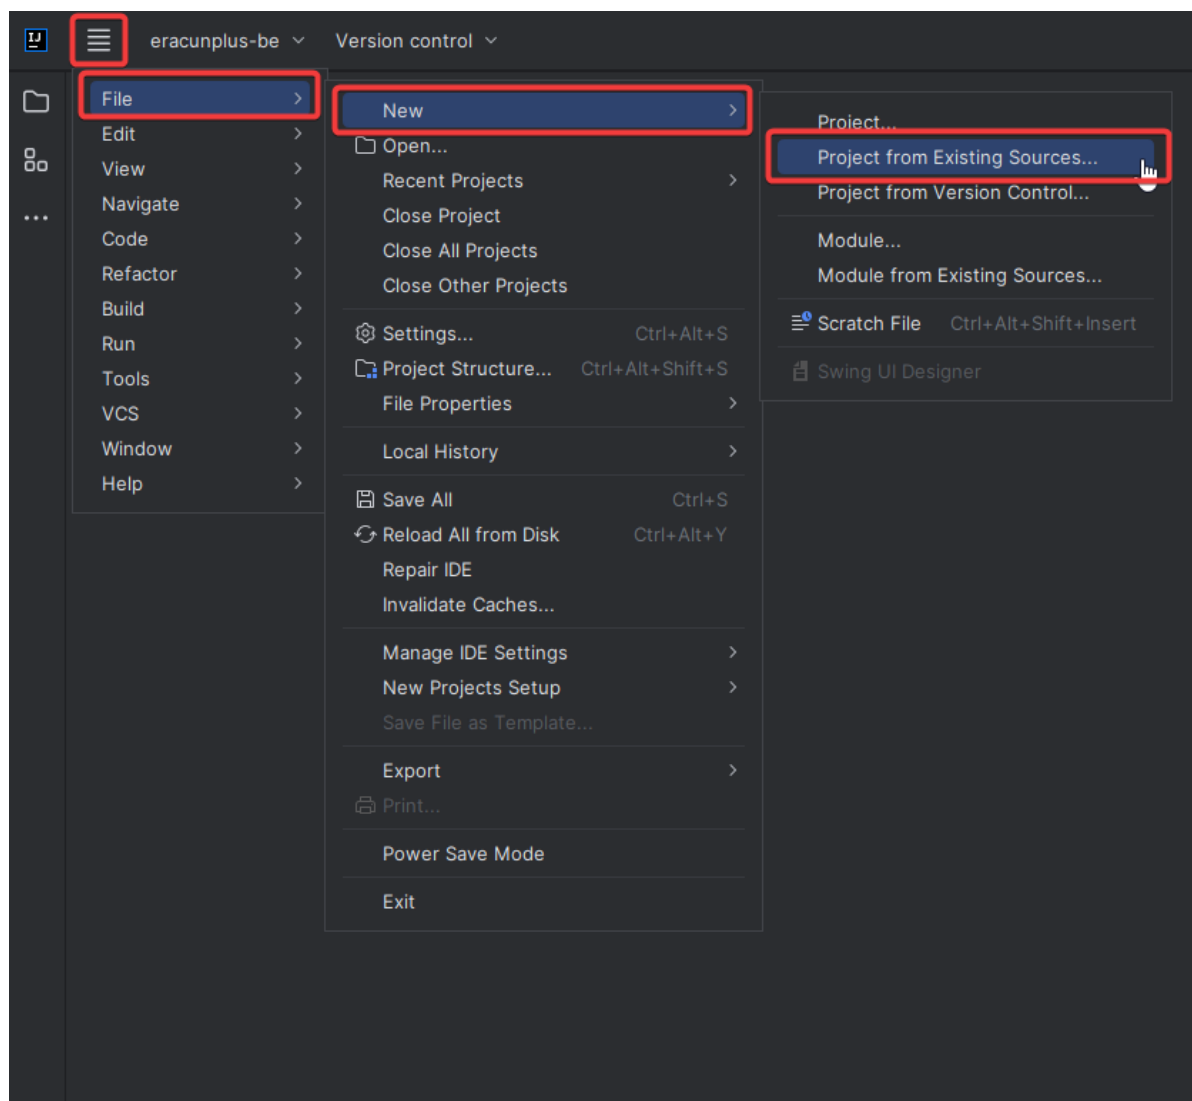 IJ
eracunplus-be
Version control
File
Edit
View
Navigate
Code
Refactor
Build
Run
Tools
VCS
Window
Help
New
Open...
Recent Projects
Close Project
Close All Projects
Close Other Projects
Settings... Ctrl+Alt+S
Project Structure... Ctrl+Alt+Shift+S
File Properties
Local History
Save All Ctrl+S
Reload All from Disk Ctrl+Alt+Y
Repair IDE
Invalidate Caches...
Manage IDE Settings
New Projects Setup
Save File as Template...
Export
Print...
Power Save Mode
Exit
Project...
Project from Existing Sources...
Project from Version Control...
Module...
Module from Existing Sources...
Scratch File Ctrl+Alt+Shift+Insert
Swing UI Designer